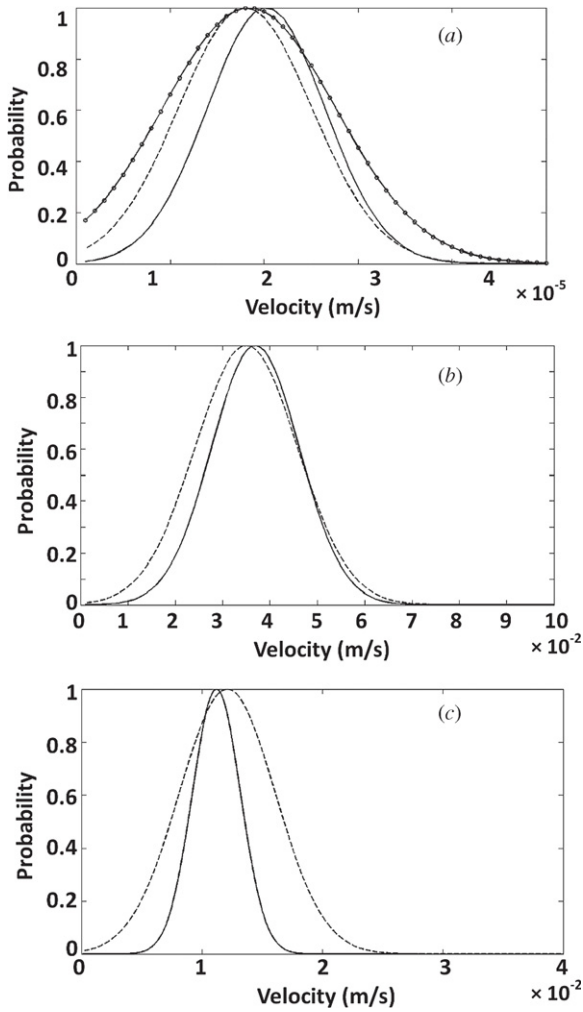 1
(a)
0.8
0.6
Probability
0.4
0.2
0
0 1 2 3 4
Velocity (m/s) × 10⁻⁵
1
(b)
0.8
0.6
Probability
0.4
0.2
0
0 1 2 3 4 5 6 7 8 9 10
Velocity (m/s) × 10⁻²
1
(c)
0.8
0.6
Probability
0.4
0.2
0
0 1 2 3 4
Velocity (m/s) × 10⁻²